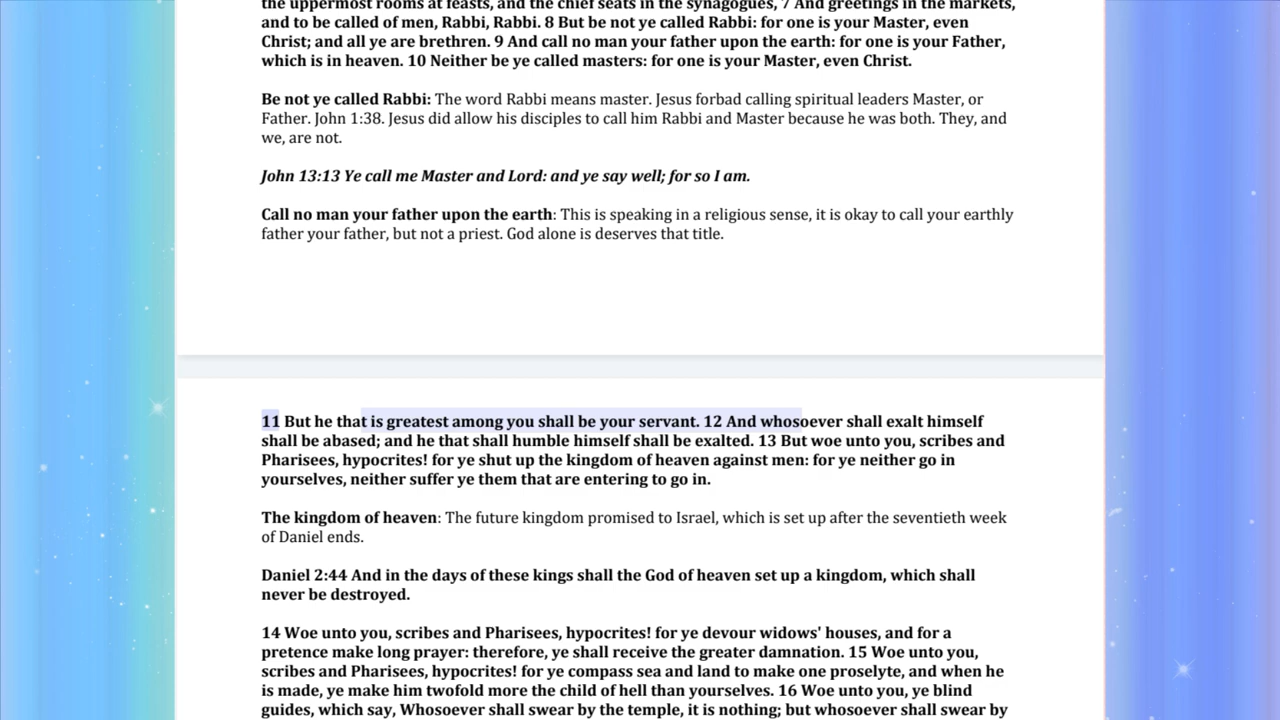 the uppermost rooms at feasts, and the chief seats in the synagogues, 7 And greetings in the markets,
and to be called of men, Rabbi, Rabbi. 8 But be not ye called Rabbi: for one is your Master, even
Christ; and all ye are brethren. 9 And call no man your father upon the earth: for one is your Father,
which is in heaven. 10 Neither be ye called masters: for one is your Master, even Christ.
Be not ye called Rabbi: The word Rabbi means master. Jesus forbad calling spiritual leaders Master, or
Father. John 1:38. Jesus did allow his disciples to call him Rabbi and Master because he was both. They, and
we, are not.
John 13:13 Ye call me Master and Lord: and ye say well; for so I am.
Call no man your father upon the earth: This is speaking in a religious sense, it is okay to call your earthly
father your father, but not a priest. God alone is deserves that title.
11 But he that is greatest among you shall be your servant. 12 And whosoever shall exalt himself
shall be abased; and he that shall humble himself shall be exalted. 13 But woe unto you, scribes and
Pharisees, hypocrites! for ye shut up the kingdom of heaven against men: for ye neither go in
yourselves, neither suffer ye them that are entering to go in.
The kingdom of heaven: The future kingdom promised to Israel, which is set up after the seventieth week
of Daniel ends.
Daniel 2:44 And in the days of these kings shall the God of heaven set up a kingdom, which shall
never be destroyed.
14 Woe unto you, scribes and Pharisees, hypocrites! for ye devour widows' houses, and for a
pretence make long prayer: therefore, ye shall receive the greater damnation. 15 Woe unto you,
scribes and Pharisees, hypocrites! for ye compass sea and land to make one proselyte, and when he
is made, ye make him twofold more the child of hell than yourselves. 16 Woe unto you, ye blind
guides, which say, Whosoever shall swear by the temple, it is nothing; but whosoever shall swear by